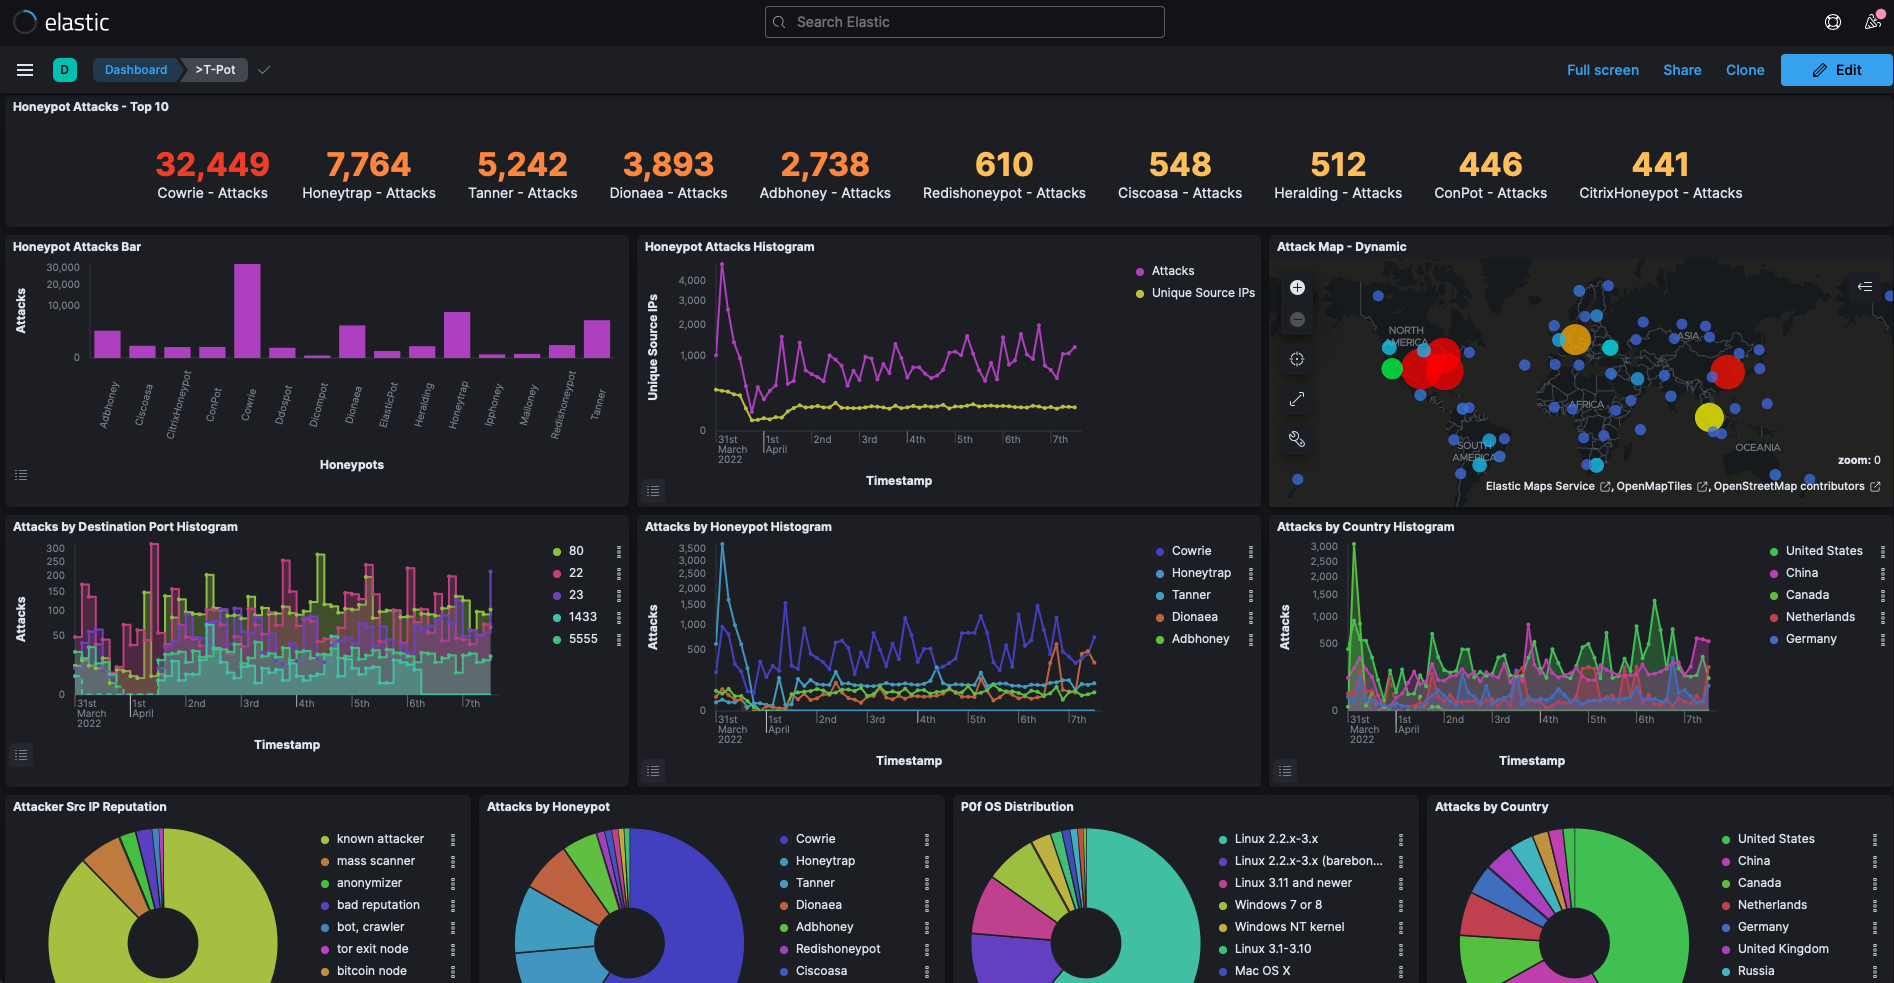 elastic
Search Elastic
D
Dashboard
>T-Pot
Full screen
Share
Clone
Edit
Honeypot Attacks - Top 10
32,449
Cowrie - Attacks
7,764
Honeytrap - Attacks
5,242
Tanner - Attacks
3,893
Dionaea - Attacks
2,738
Adbhoney - Attacks
610
Redishoneypot - Attacks
548
Ciscoasa - Attacks
512
Heralding - Attacks
446
ConPot - Attacks
441
CitrixHoneypot - Attacks
Honeypot Attacks Bar
Attacks
30,000
20,000
10,000
0
Adbhoney
Ciscoasa
CitrixHoneypot
ConPot
Cowrie
Ddospot
Dicompot
Dionaea
ElasticPot
Heralding
Honeytrap
Ipphoney
Mailoney
Redishoneypot
Tanner
Honeypots
Honeypot Attacks Histogram
Unique Source IPs
4,000
3,000
2,000
1,000
0
31st
March
2022
1st
April
2nd
3rd
4th
5th
6th
7th
Timestamp
Attacks
Unique Source IPs
Attack Map - Dynamic
NORTH
AMERICA
ASIA
AFRICA
SOUTH
AMERICA
OCEANIA
zoom: 0
Elastic Maps Service , OpenMapTiles , OpenStreetMap contributors
Attacks by Destination Port Histogram
Attacks
300
250
200
150
100
50
0
31st
March
2022
1st
April
2nd
3rd
4th
5th
6th
7th
Timestamp
80
22
23
1433
5555
Attacks by Honeypot Histogram
Attacks
3,500
3,000
2,500
2,000
1,500
1,000
500
0
31st
March
2022
1st
April
2nd
3rd
4th
5th
6th
7th
Timestamp
Cowrie
Honeytrap
Tanner
Dionaea
Adbhoney
Attacks by Country Histogram
Attacks
3,000
2,500
2,000
1,500
1,000
500
0
31st
March
2022
1st
April
2nd
3rd
4th
5th
6th
7th
Timestamp
United States
China
Canada
Netherlands
Germany
Attacker Src IP Reputation
known attacker
mass scanner
anonymizer
bad reputation
bot, crawler
tor exit node
bitcoin node
Attacks by Honeypot
Cowrie
Honeytrap
Tanner
Dionaea
Adbhoney
Redishoneypot
Ciscoasa
P0f OS Distribution
Linux 2.2.x-3.x
Linux 2.2.x-3.x (barebon...
Linux 3.11 and newer
Windows 7 or 8
Windows NT kernel
Linux 3.1-3.10
Mac OS X
Attacks by Country
United States
China
Canada
Netherlands
Germany
United Kingdom
Russia